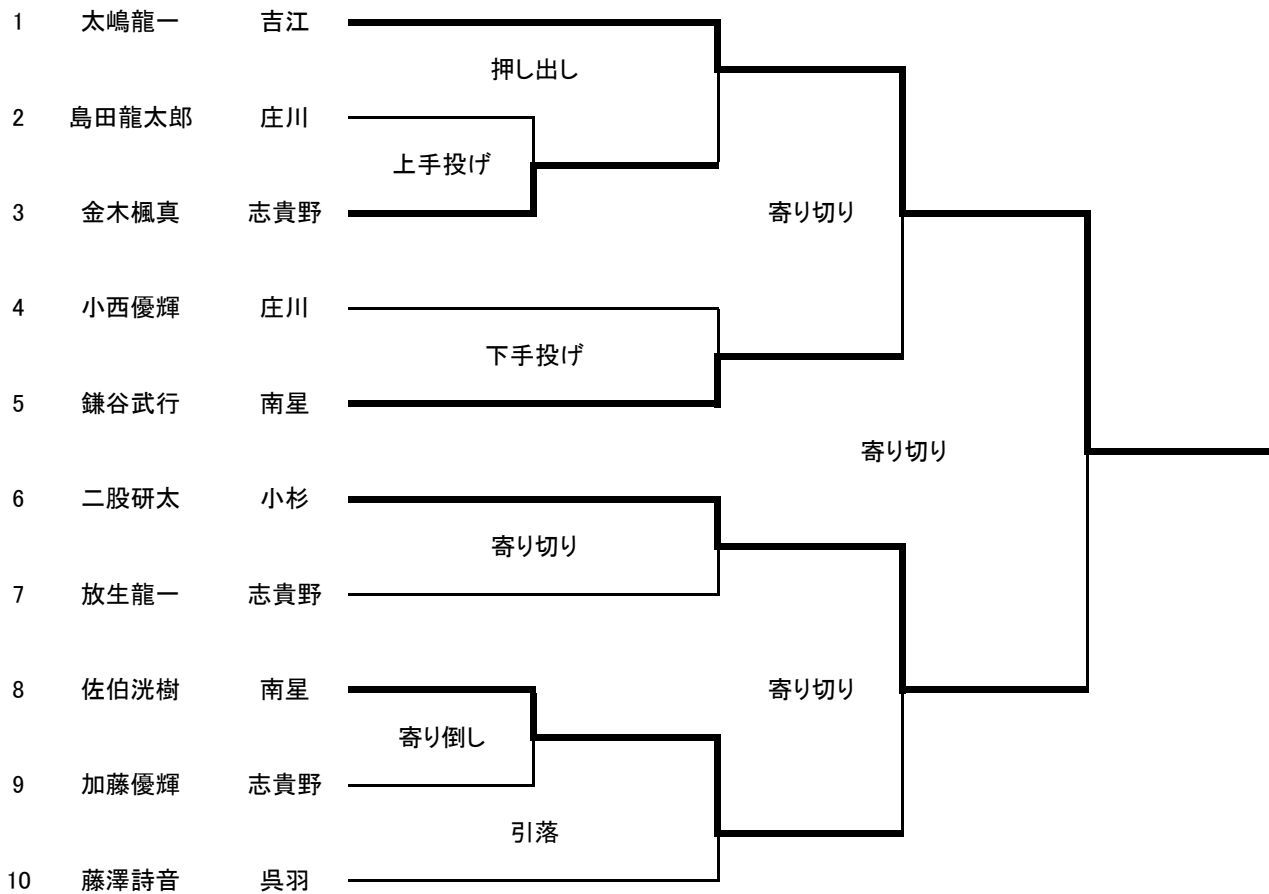 1 太嶋龍一 吉江
押し出し
2 島田龍太郎 庄川
上手投げ
3 金木楓真 志貴野
寄り切り
4 小西優輝 庄川
下手投げ
5 鎌谷武行 南星
寄り切り
6 二股研太 小杉
寄り切り
7 放生龍一 志貴野
8 佐伯洸樹 南星
寄り切り
寄り倒し
9 加藤優輝 志貴野
引落
10 藤澤詩音 呉羽